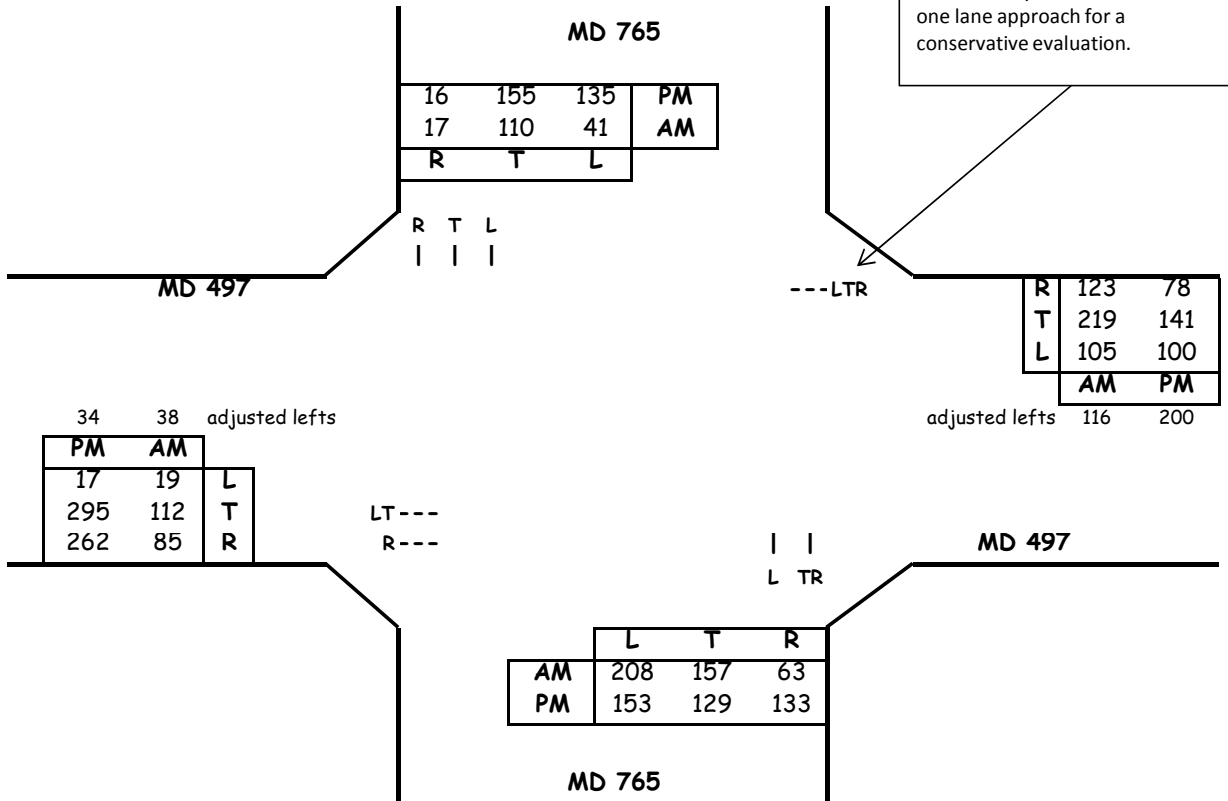 one lane approach for a
conservative evaluation.
MD 765
16 155 135 PM
17 110 41 AM
R T L
R T L
| | |
MD 497
---LTR
R 123 78
T 219 141
L 105 100
AM PM
adjusted lefts 116 200
34 38 adjusted lefts
PM AM
17 19 L
295 112 T
262 85 R
LT---
R---
| |
L TR
MD 497
L T R
AM 208 157 63
PM 153 129 133
MD 765